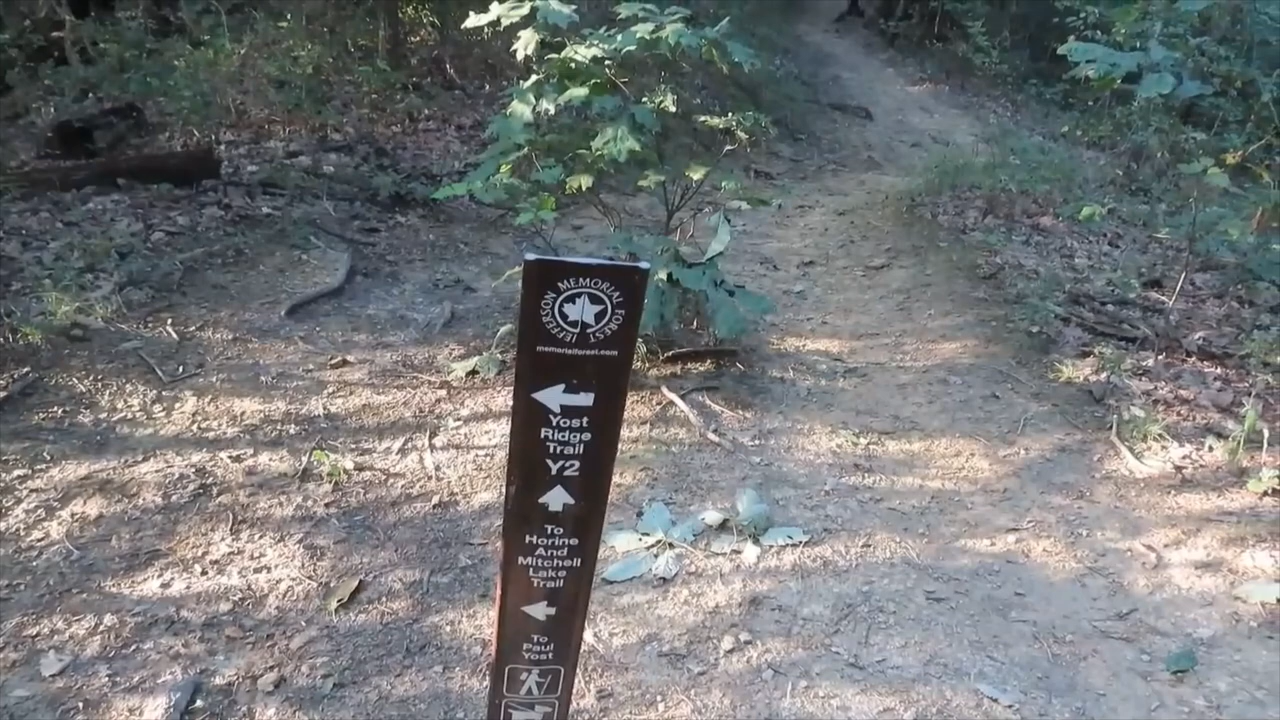 JEFFERSON MEMORIAL FOREST
memorialforest.com
Yost
Ridge
Trail
Y2
To
Horine
And
Mitchell
Lake
Trail
To
Paul
Yost